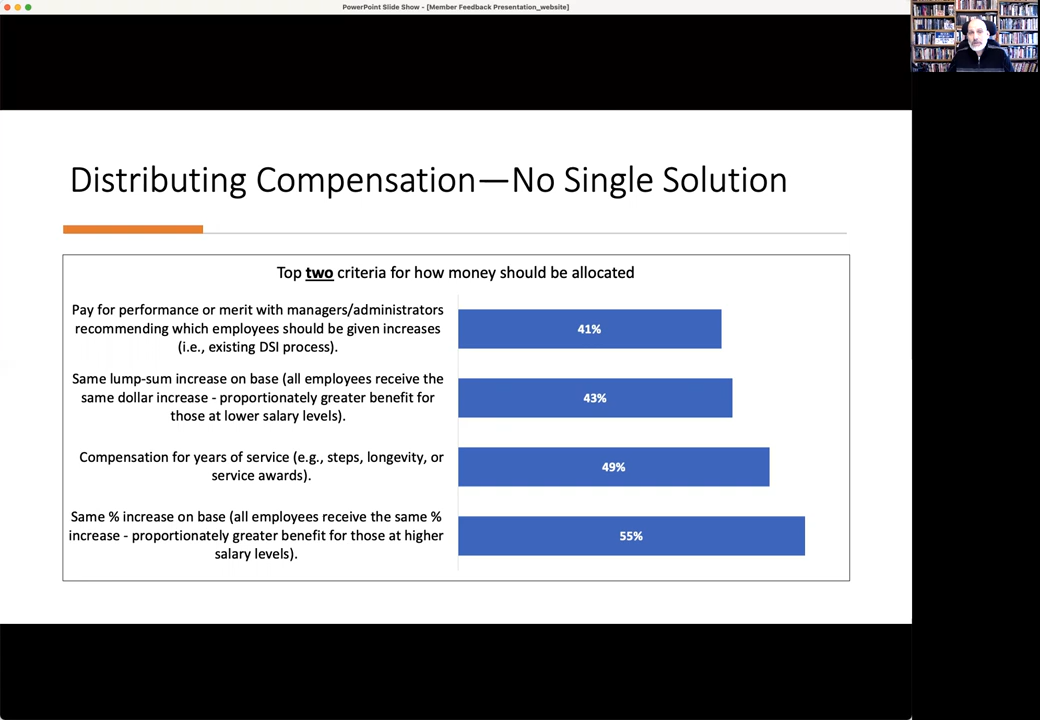 PowerPoint Slide Show - [Member Feedback Presentation_website]
Distributing Compensation—No Single Solution
Top two criteria for how money should be allocated
Pay for performance or merit with managers/administrators
recommending which employees should be given increases
(i.e., existing DSI process).
41%
Same lump-sum increase on base (all employees receive the
same dollar increase - proportionately greater benefit for
those at lower salary levels).
43%
Compensation for years of service (e.g., steps, longevity, or
service awards).
49%
Same % increase on base (all employees receive the same %
increase - proportionately greater benefit for those at higher
salary levels).
55%